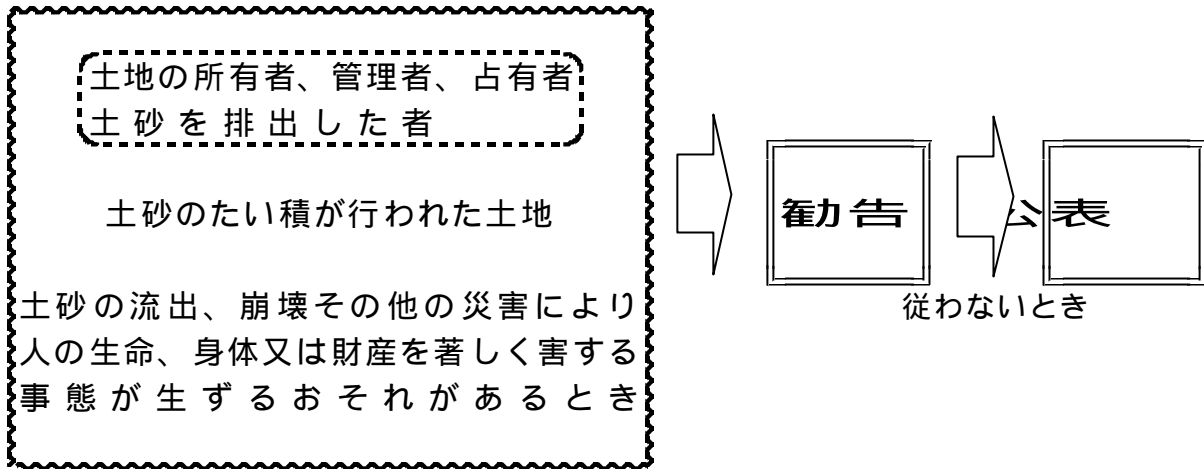 土地の所有者、管理者、占有者
土砂を排出した者
土砂のたい積が行われた土地
土砂の流出、崩壊その他の災害により
人の生命、身体又は財産を著しく害する
事態が生ずるおそれがあるとき
勧告
公表
従わないとき